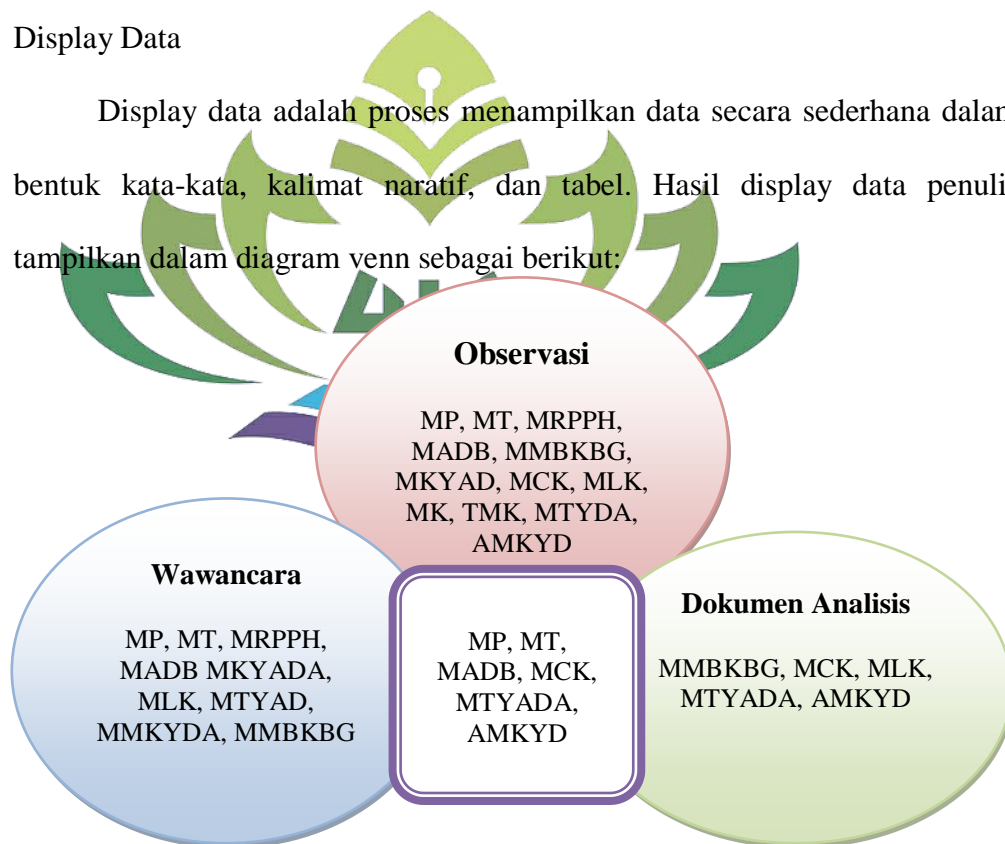 Display Data
Display data adalah proses menampilkan data secara sederhana dalam
bentuk kata-kata, kalimat naratif, dan tabel. Hasil display data penuli
tampilkan dalam diagram venn sebagai berikut:
Observasi
MP, MT, MRPPH,
MADB, MMBKBG,
MKYAD, MCK, MLK,
MK, TMK, MTYDA,
AMKYD
Wawancara
MP, MT, MRPPH,
MADB MKYADA,
MLK, MTYAD,
MMKYDA, MMBKBG
MP, MT,
MADB, MCK,
MTYADA,
AMKYD
Dokumen Analisis
MMBKBG, MCK, MLK,
MTYADA, AMKYD